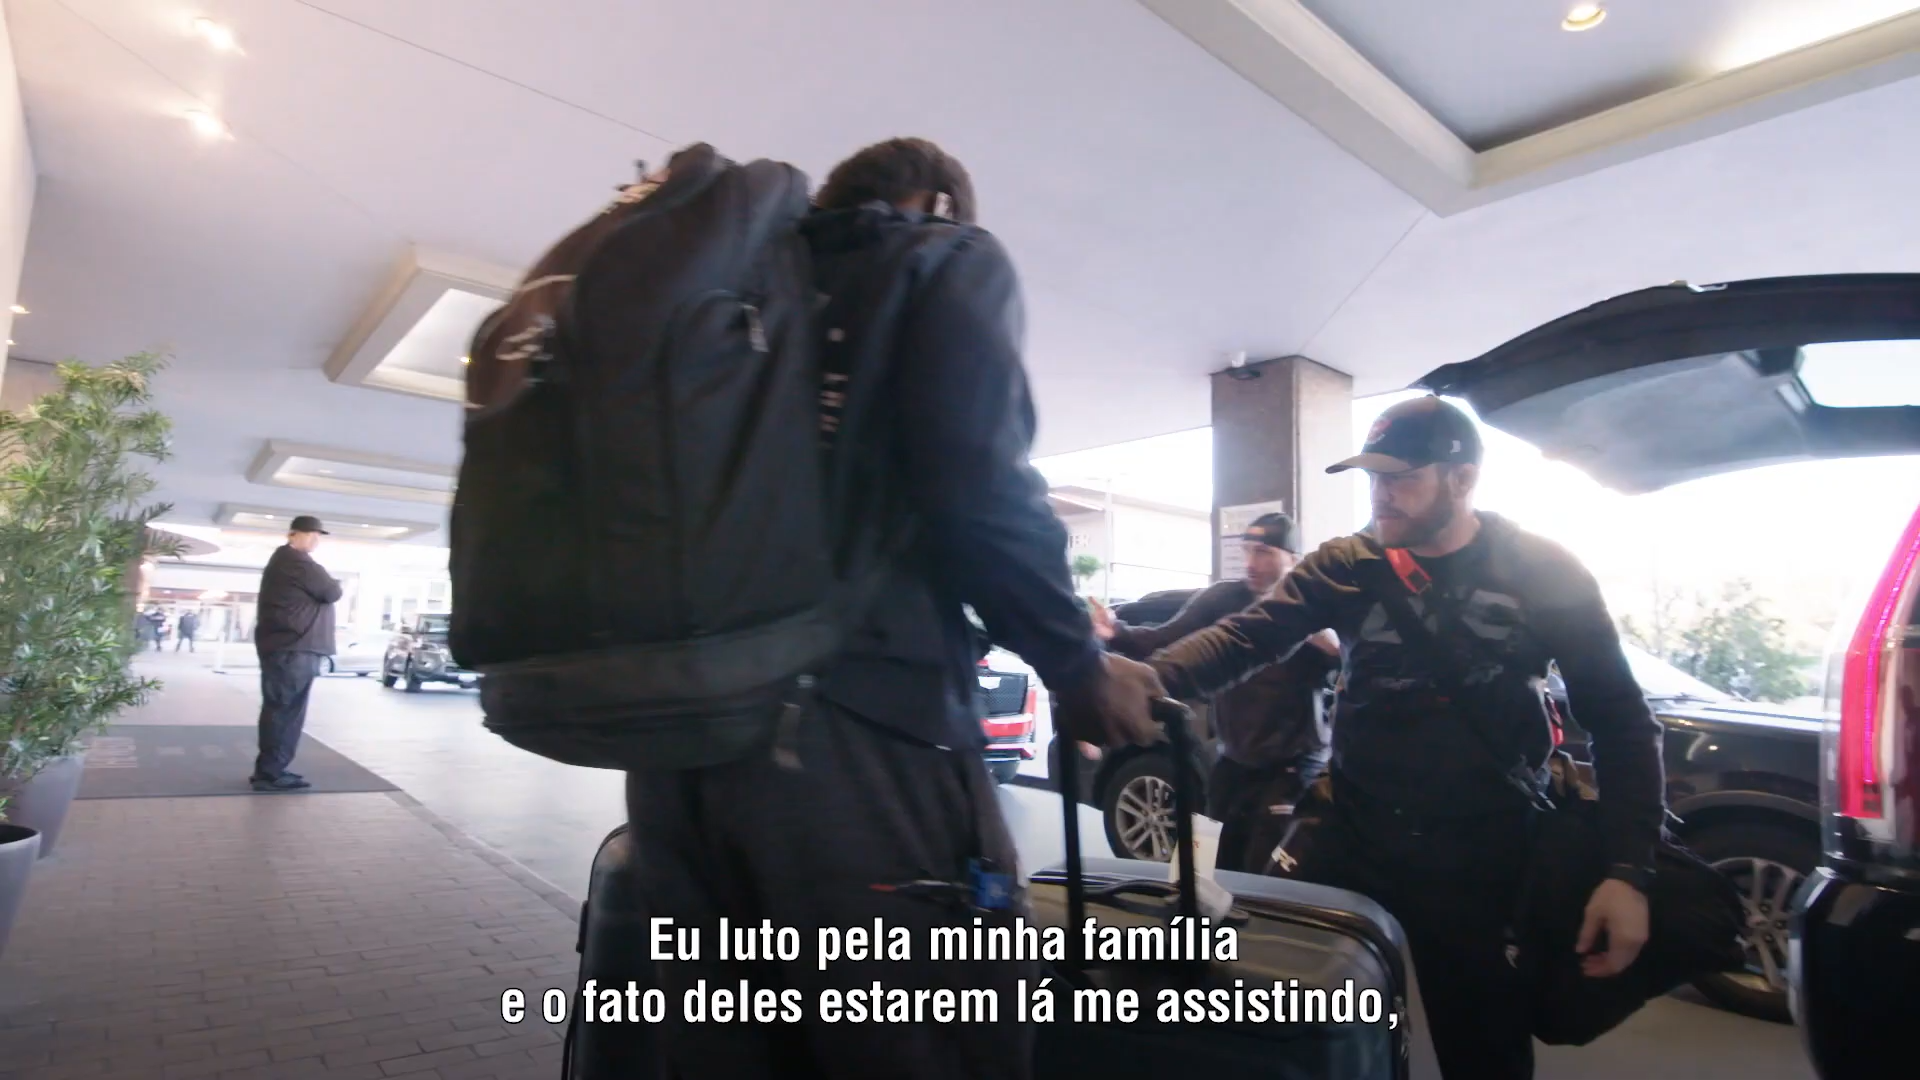 Eu luto pela minha família
e o fato deles estarem lá me assistindo,